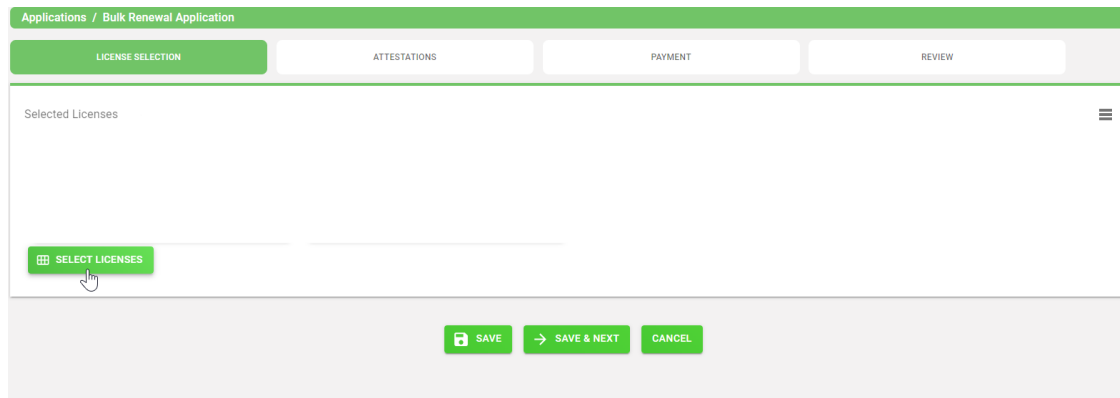 Applications / Bulk Renewal Application
LICENSE SELECTION
ATTESTATIONS
PAYMENT
REVIEW
Selected Licenses
SELECT LICENSES
SAVE
SAVE & NEXT
CANCEL